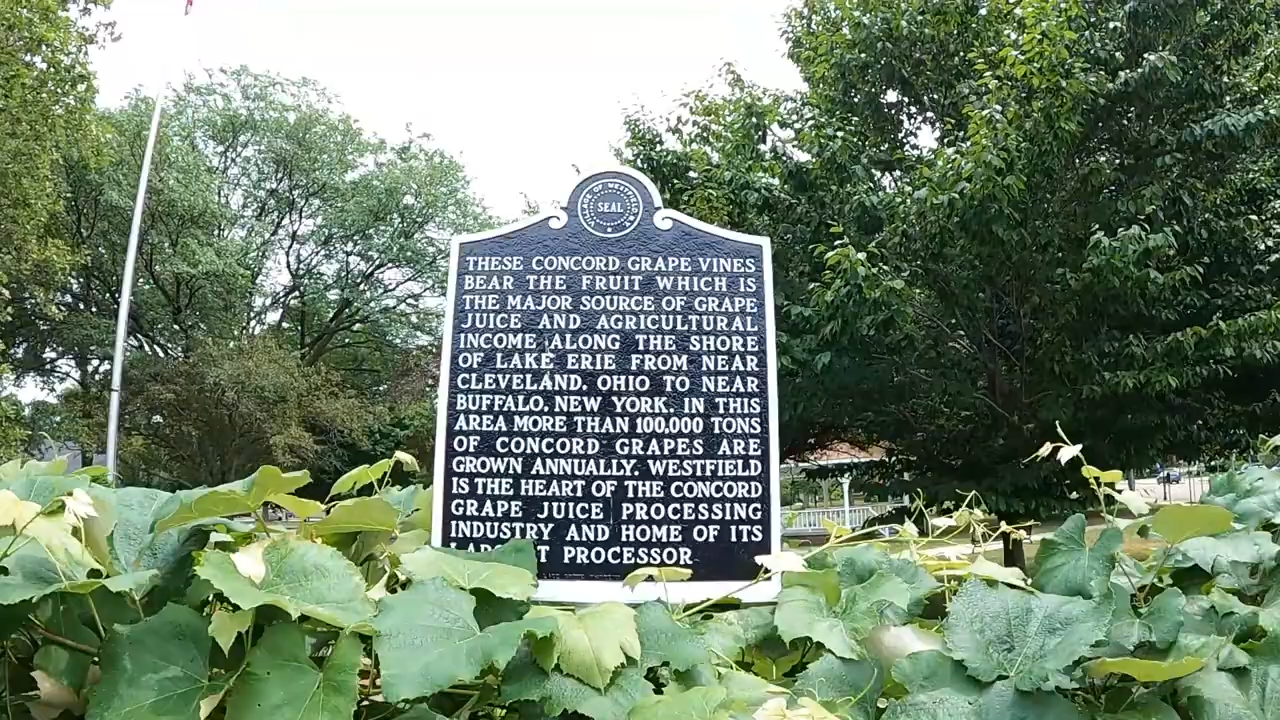 VILLAGE OF WESTFIELD N.Y.
SEAL
THESE CONCORD GRAPE VINES
BEAR THE FRUIT WHICH IS
THE MAJOR SOURCE OF GRAPE
JUICE AND AGRICULTURAL
INCOME ALONG THE SHORE
OF LAKE ERIE FROM NEAR
CLEVELAND, OHIO TO NEAR
BUFFALO, NEW YORK. IN THIS
AREA MORE THAN 100,000 TONS
OF CONCORD GRAPES ARE
GROWN ANNUALLY. WESTFIELD
IS THE HEART OF THE CONCORD
GRAPE JUICE PROCESSING
INDUSTRY AND HOME OF ITS
PROCESSOR